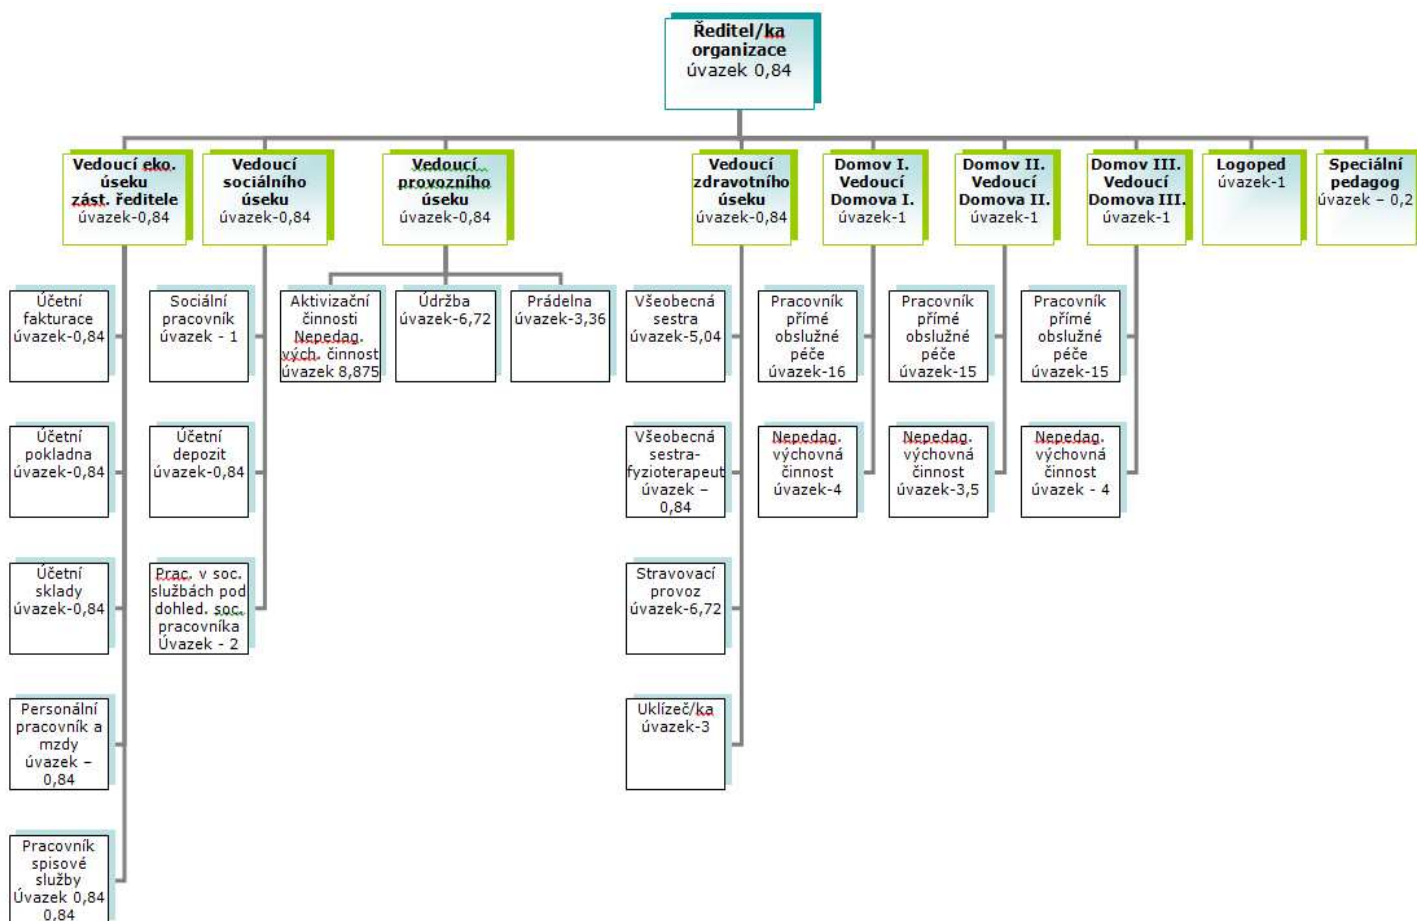 Ředitel/ka
organizace
úvazek 0,84
Vedoucí eko.
úseku
zást. ředitele
úvazek-0,84
Vedoucí
sociálního
úseku
úvazek-0,84
Vedoucí
provozního
úseku
úvazek-0,84
Vedoucí
zdravotního
úseku
úvazek-0,84
Domov I.
Vedoucí
Domova I.
úvazek-1
Domov II.
Vedoucí
Domova II.
úvazek-1
Domov III.
Vedoucí
Domova III.
úvazek-1
Logoped
úvazek-1
Speciální
pedagog
úvazek – 0,2
Účetní
fakturace
úvazek-0,84
Sociální
pracovník
úvazek - 1
Aktivizační
činnosti
Nepedag.
vých. činnost
úvazek 8,875
Údržba
úvazek-6,72
Prádelna
úvazek-3,36
Všeobecná
sestra
úvazek-5,04
Pracovník
přímé
obslužné
péče
úvazek-16
Pracovník
přímé
obslužné
péče
úvazek-15
Pracovník
přímé
obslužné
péče
úvazek-15
Účetní
pokladna
úvazek-0,84
Účetní
depozit
úvazek-0,84
Všeobecná
sestra-
fyzioterapeut
úvazek –
0,84
Nepedag.
výchovná
činnost
úvazek-4
Nepedag.
výchovná
činnost
úvazek-3,5
Nepedag.
výchovná
činnost
úvazek - 4
Účetní
sklady
úvazek-0,84
Prac. v soc.
službách pod
dohled. soc.
pracovníka
Úvazek - 2
Stravovací
provoz
úvazek-6,72
Personální
pracovník a
mzdy
úvazek –
0,84
Uklízeč/ka
úvazek-3
Pracovník
spisové
služby
Úvazek 0,84
0,84